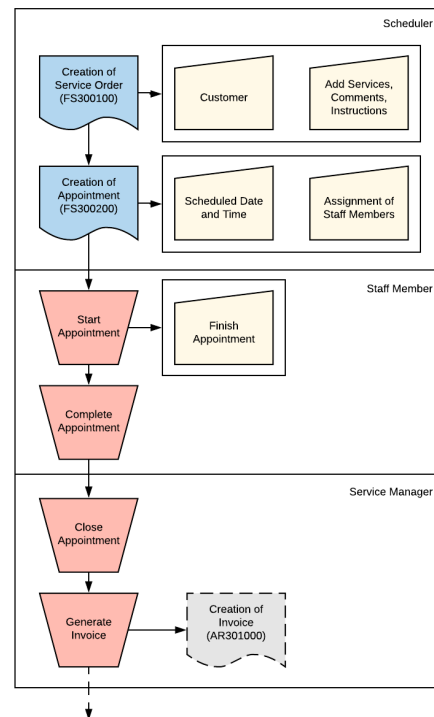 Scheduler
Creation of
Service Order
(FS300100)
Customer
Add Services,
Comments,
Instructions
Creation of
Appointment
(FS300200)
Scheduled Date
and Time
Assignment of
Staff Members
Staff Member
Start
Appointment
Finish
Appointment
Complete
Appointment
Service Manager
Close
Appointment
Generate
Invoice
Creation of
Invoice
(AR301000)